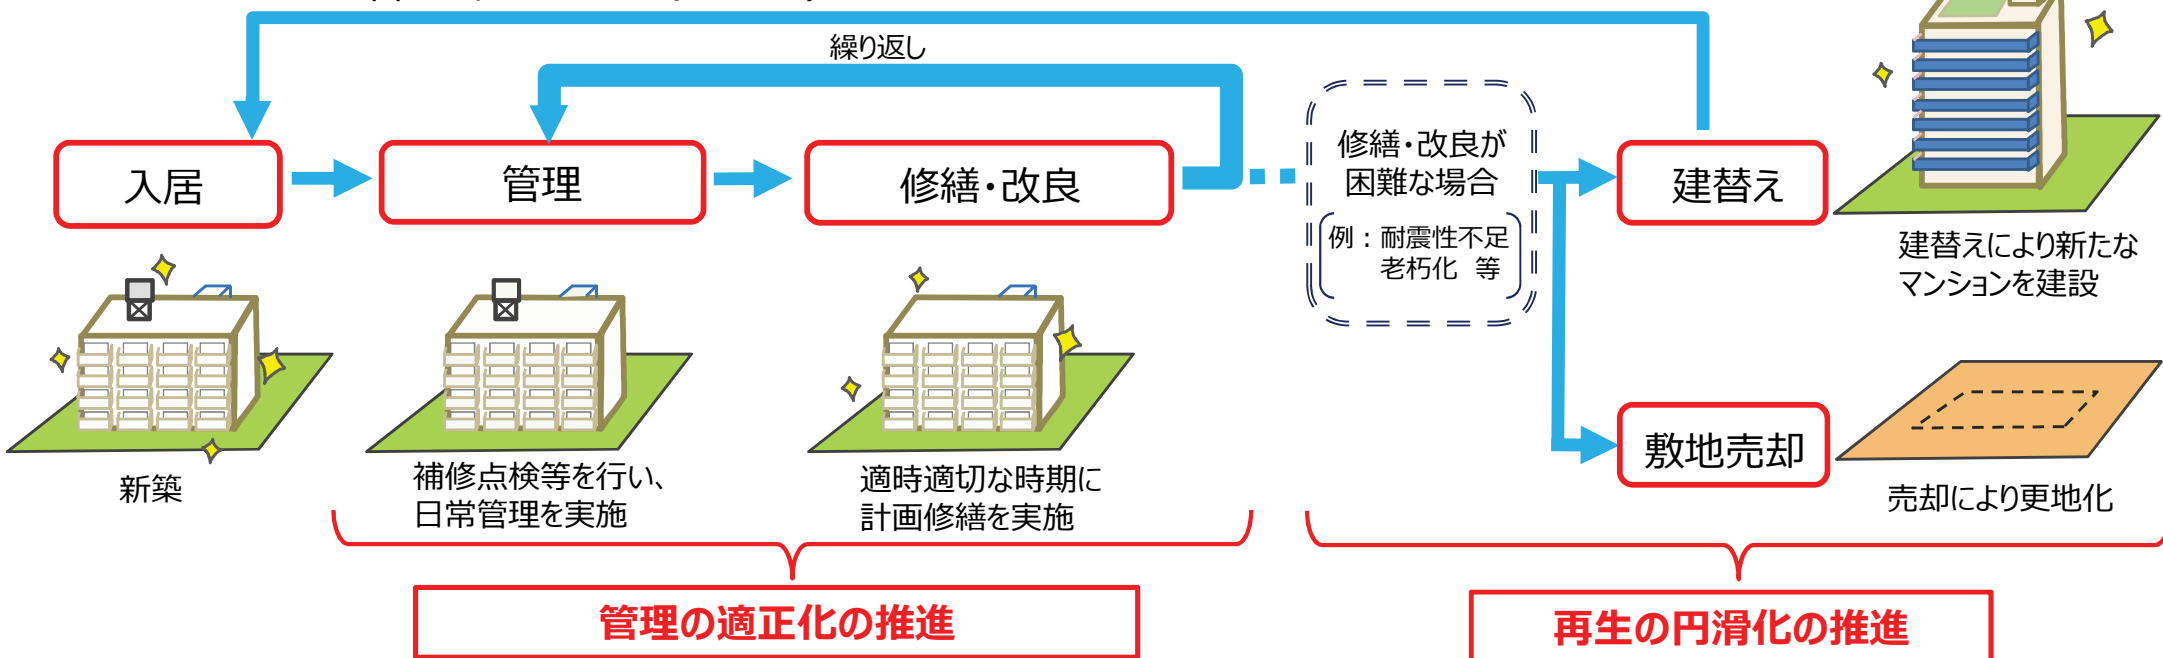 繰り返し
入居
管理
修繕・改良
修繕・改良が
困難な場合
例：耐震性不足
老朽化 等
建替え
建替えにより新たな
マンションを建設
敷地売却
売却により更地化
新築
補修点検等を行い、
日常管理を実施
適時適切な時期に
計画修繕を実施
管理の適正化の推進
再生の円滑化の推進